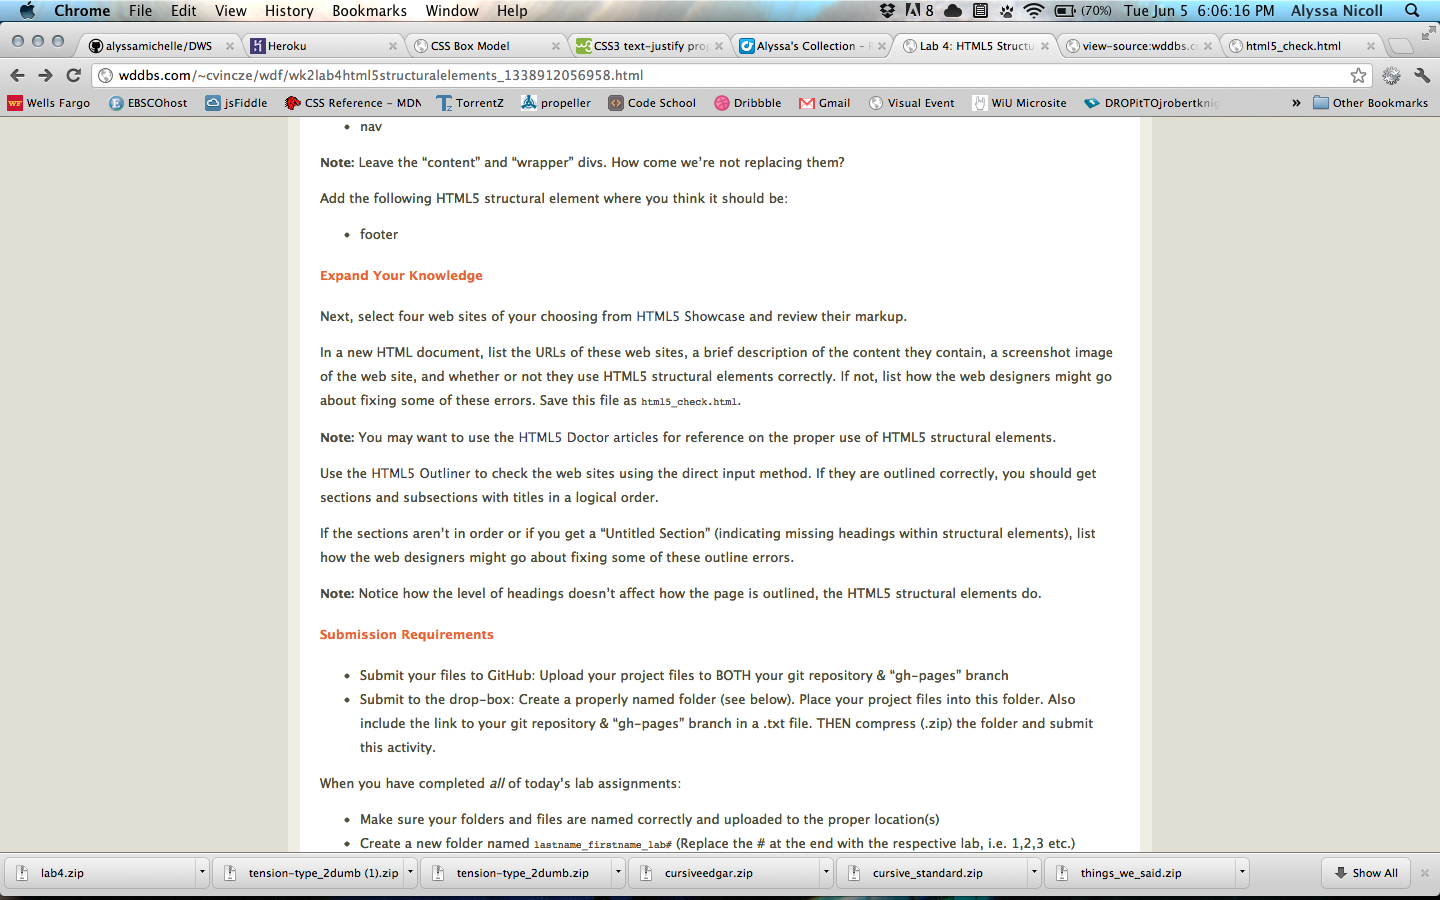 Chrome File Edit View History Bookmarks Window Help 8 (70%) Tue Jun 5 6:06:16 PM Alyssa Nicoll
alyssamichelle/DWS Heroku CSS Box Model CSS3 text-justify pro Alyssa's Collection - Lab 4: HTML5 Structu view-source:wddbs.c html5_check.html
wddbs.com/~cvincze/wdf/wk2lab4html5structuralelements_1338912056958.html
Wells Fargo EBSCOhost jsFiddle CSS Reference - MDN TorrentZ propeller Code School Dribbble Gmail Visual Event WiU Microsite DROPitTOjrobertknig » Other Bookmarks
• nav
Note: Leave the “content” and “wrapper” divs. How come we’re not replacing them?
Add the following HTML5 structural element where you think it should be:
• footer
Expand Your Knowledge
Next, select four web sites of your choosing from HTML5 Showcase and review their markup.
In a new HTML document, list the URLs of these web sites, a brief description of the content they contain, a screenshot image
of the web site, and whether or not they use HTML5 structural elements correctly. If not, list how the web designers might go
about fixing some of these errors. Save this file as html5_check.html.
Note: You may want to use the HTML5 Doctor articles for reference on the proper use of HTML5 structural elements.
Use the HTML5 Outliner to check the web sites using the direct input method. If they are outlined correctly, you should get
sections and subsections with titles in a logical order.
If the sections aren’t in order or if you get a “Untitled Section” (indicating missing headings within structural elements), list
how the web designers might go about fixing some of these outline errors.
Note: Notice how the level of headings doesn’t affect how the page is outlined, the HTML5 structural elements do.
Submission Requirements
• Submit your files to GitHub: Upload your project files to BOTH your git repository & “gh-pages” branch
• Submit to the drop-box: Create a properly named folder (see below). Place your project files into this folder. Also
include the link to your git repository & “gh-pages” branch in a .txt file. THEN compress (.zip) the folder and submit
this activity.
When you have completed all of today’s lab assignments:
• Make sure your folders and files are named correctly and uploaded to the proper location(s)
• Create a new folder named lastname_firstname_lab# (Replace the # at the end with the respective lab, i.e. 1,2,3 etc.)
lab4.zip tension-type_2dumb (1).zip tension-type_2dumb.zip cursiveedgar.zip cursive_standard.zip things_we_said.zip Show All